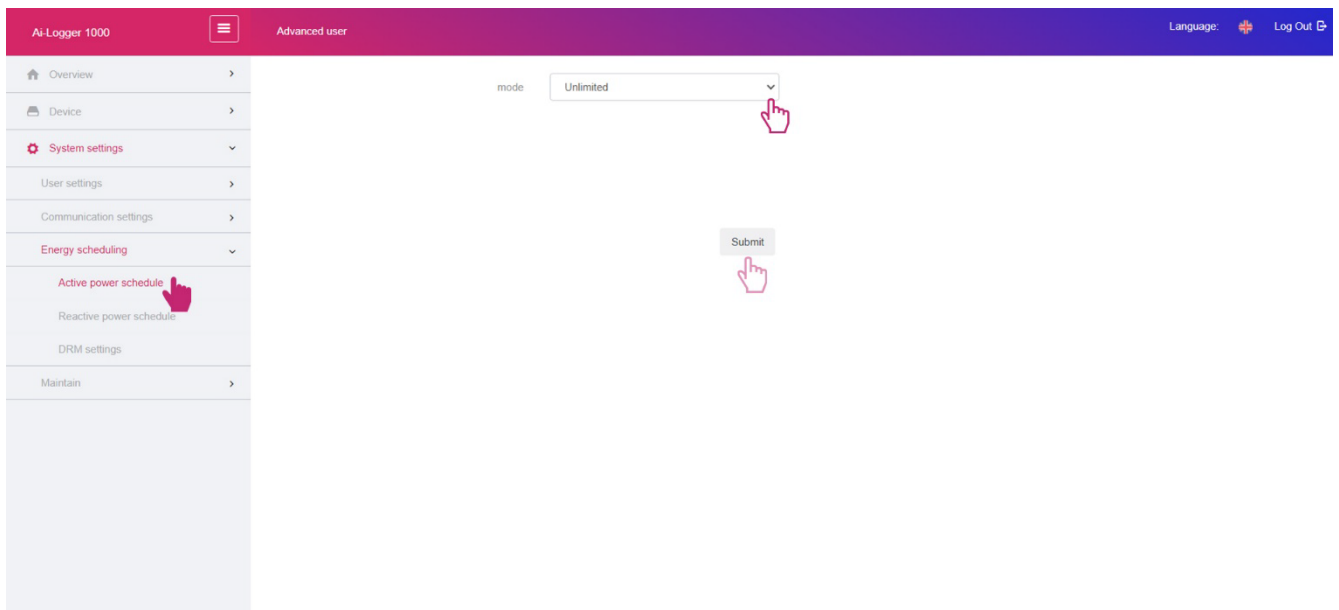 Ai-Logger 1000
Advanced user
Language:
Log Out
Overview
Device
System settings
User settings
Communication settings
Energy scheduling
Active power schedule
Reactive power schedule
DRM settings
Maintain
mode
Unlimited
Submit